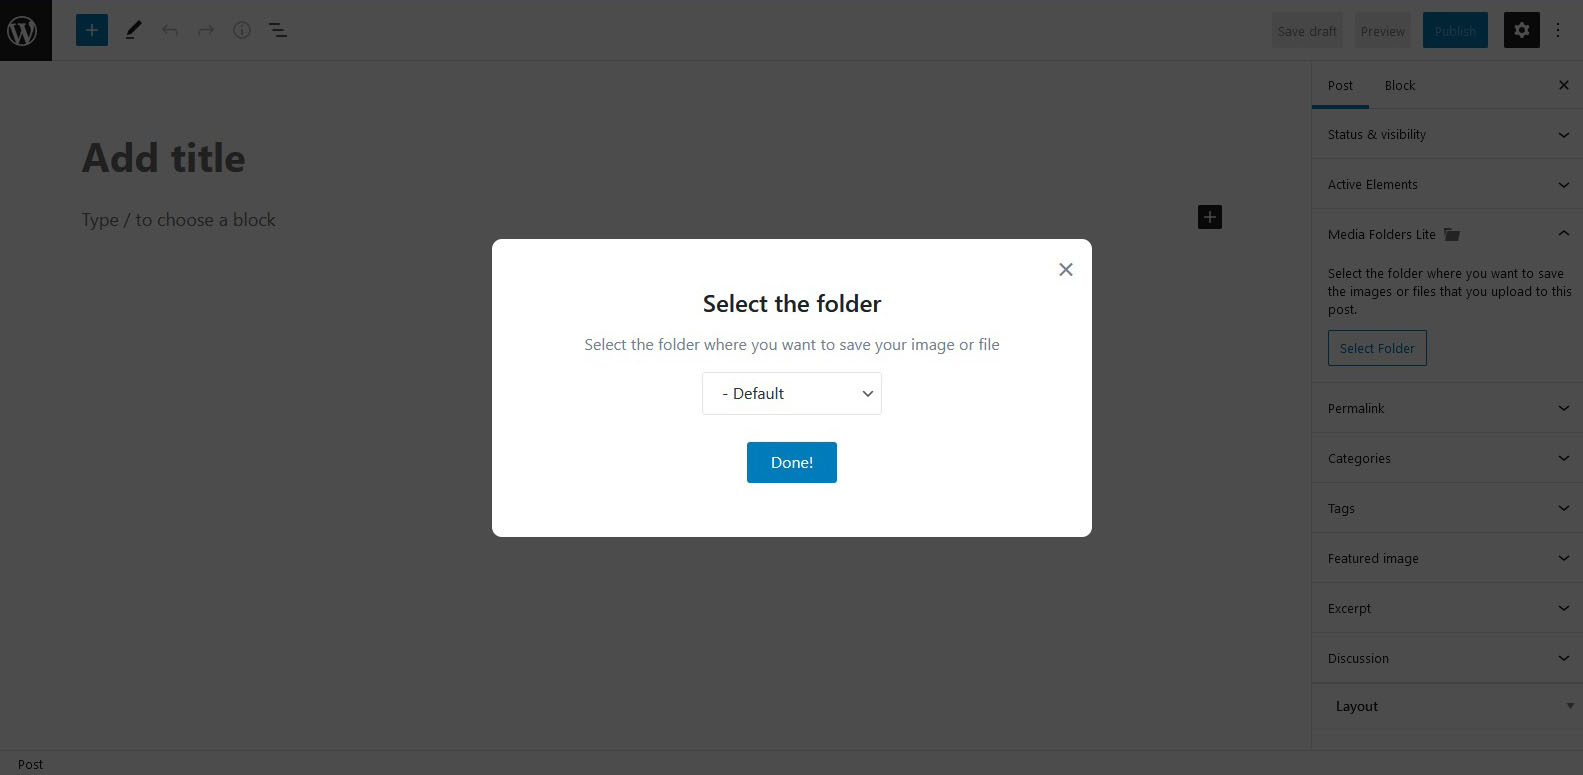 Save draft
Preview
Publish
Post
Block
Add title
Type / to choose a block
Status & visibility
Active Elements
Media Folders Lite
Select the folder where you want to save
the images or files that you upload to this
post.
Select Folder
Permalink
Categories
Tags
Featured image
Excerpt
Discussion
Layout
Select the folder
Select the folder where you want to save your image or file
- Default
Done!
Post